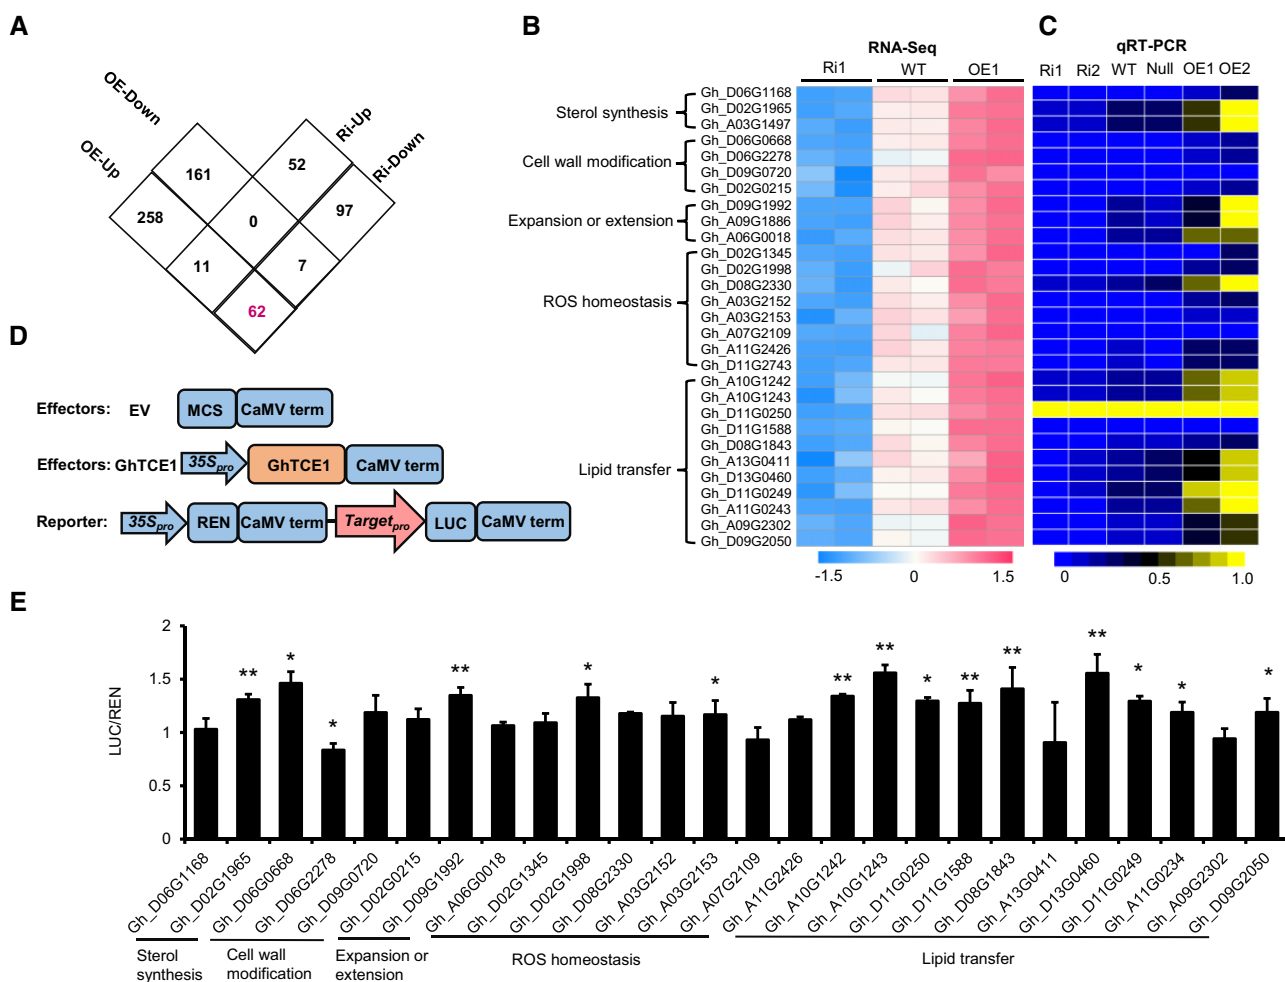 A
OE-Down
OE-Up
Ri-Up
Ri-Down
161
52
258
0
97
11
7
62
B
RNA-Seq
Ri1
WT
OE1
Sterol synthesis
Cell wall modification
Expansion or extension
ROS homeostasis
Lipid transfer
Gh_D06G1168
Gh_D02G1965
Gh_A03G1497
Gh_D06G0668
Gh_D06G2278
Gh_D09G0720
Gh_D02G0215
Gh_D09G1992
Gh_A09G1886
Gh_A06G0018
Gh_D02G1345
Gh_D02G1998
Gh_D08G2330
Gh_A03G2152
Gh_A03G2153
Gh_A07G2109
Gh_A11G2426
Gh_D11G2743
Gh_A10G1242
Gh_A10G1243
Gh_D11G0250
Gh_D11G1588
Gh_D08G1843
Gh_A13G0411
Gh_D13G0460
Gh_D11G0249
Gh_A11G0243
Gh_A09G2302
Gh_D09G2050
-1.5 0 1.5
C
qRT-PCR
Ri1 Ri2 WT Null OE1 OE2
0 0.5 1.0
D
Effectors: EV MCS CaMV term
Effectors: GhTCE1 35Spro GhTCE1 CaMV term
Reporter: 35Spro REN CaMV term Targetpro LUC CaMV term
E
LUC/REN
2
1.5
1
0.5
0
** * * ** * * ** ** * ** ** ** * * *
Gh_D06G1168
Gh_D02G1965
Gh_D06G0668
Gh_D06G2278
Gh_D09G0720
Gh_D02G0215
Gh_D09G1992
Gh_A06G0018
Gh_D02G1345
Gh_D02G1998
Gh_D08G2330
Gh_A03G2152
Gh_A03G2153
Gh_A07G2109
Gh_A11G2426
Gh_A10G1242
Gh_A10G1243
Gh_D11G0250
Gh_D11G1588
Gh_D08G1843
Gh_A13G0411
Gh_D13G0460
Gh_D11G0249
Gh_A11G0234
Gh_A09G2302
Gh_D09G2050
Sterol
synthesis
Cell wall
modification
Expansion or
extension
ROS homeostasis
Lipid transfer